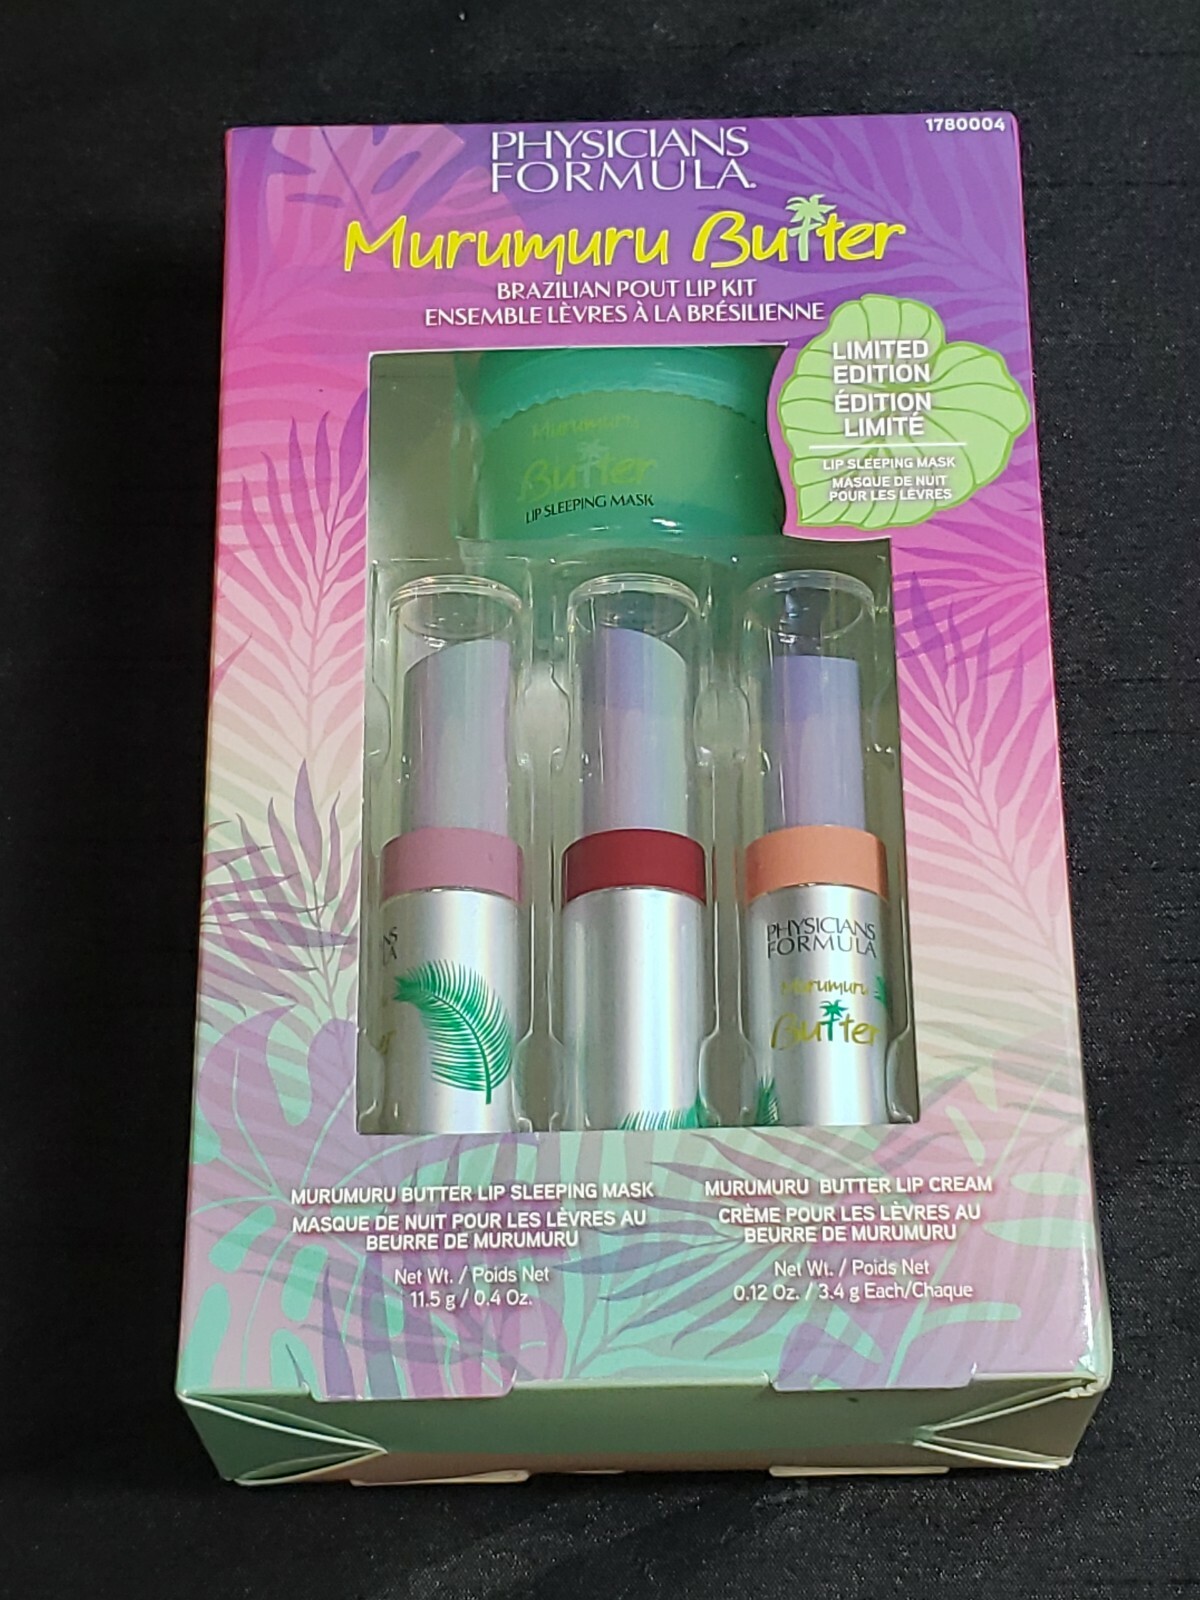 1780004
PHYSICIANS
FORMULA®
Murumuru Butter
BRAZILIAN POUT LIP KIT
ENSEMBLE LÈVRES À LA BRÉSILIENNE
LIMITED
EDITION
ÉDITION
LIMITÉ
LIP SLEEPING MASK
MASQUE DE NUIT
POUR LES LÈVRES
Murumuru
Butter
LIP SLEEPING MASK
PHYSICIANS
FORMULA
Murumuru
Butter
MURUMURU BUTTER LIP SLEEPING MASK
MASQUE DE NUIT POUR LES LÈVRES AU
BEURRE DE MURUMURU
Net Wt. / Poids Net
11.5 g / 0.4 Oz.
MURUMURU BUTTER LIP CREAM
CRÈME POUR LES LÈVRES AU
BEURRE DE MURUMURU
Net Wt. / Poids Net
0.12 Oz. / 3.4 g Each/Chaque